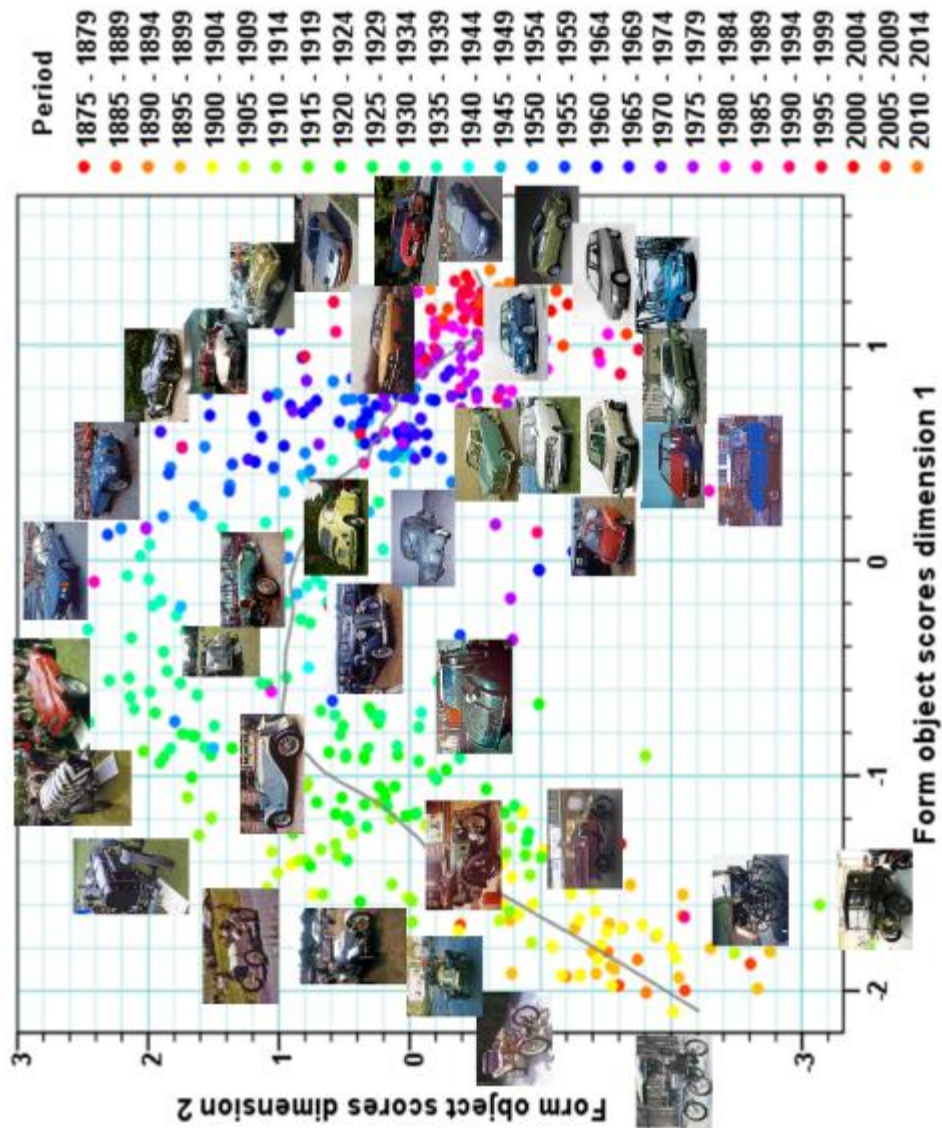 Period
1875 - 1879
1885 - 1889
1890 - 1894
1895 - 1899
1900 - 1904
1905 - 1909
1910 - 1914
1915 - 1919
1920 - 1924
1925 - 1929
1930 - 1934
1935 - 1939
1940 - 1944
1945 - 1949
1950 - 1954
1955 - 1959
1960 - 1964
1965 - 1969
1970 - 1974
1975 - 1979
1980 - 1984
1985 - 1989
1990 - 1994
1995 - 1999
2000 - 2004
2005 - 2009
2010 - 2014
Form object scores dimension 2
3
2
1
0
-3
-2
-1
0
1
Form object scores dimension 1